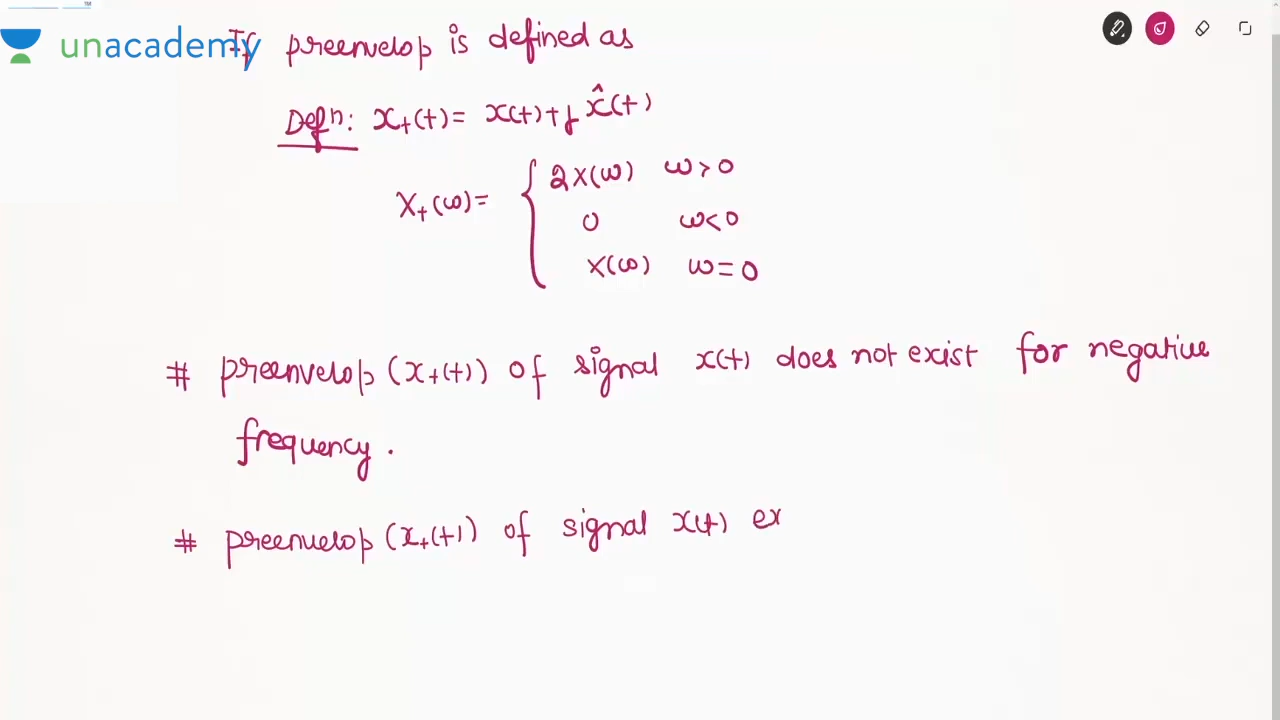 unacademy
If preenvelop is defined as
Defⁿ: x₊(t) = x(t) + j x̂(t)
X₊(ω) = { 2X(ω) ω > 0
0 ω < 0
X(ω) ω = 0
# preenvelop (x₊(t)) of signal x(t) does not exist for negative
frequency.
# preenvelop (x₊(t)) of signal x(t) ex